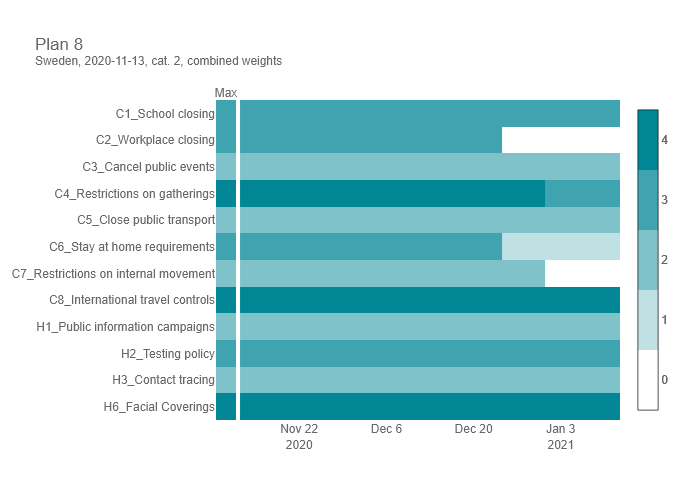 Plan 8
Sweden, 2020-11-13, cat. 2, combined weights
Max
C1_School closing
C2_Workplace closing
C3_Cancel public events
C4_Restrictions on gatherings
C5_Close public transport
C6_Stay at home requirements
C7_Restrictions on internal movement
C8_International travel controls
H1_Public information campaigns
H2_Testing policy
H3_Contact tracing
H6_Facial Coverings
Nov 22 Dec 6 Dec 20 Jan 3
2020 2021
4
3
2
1
0